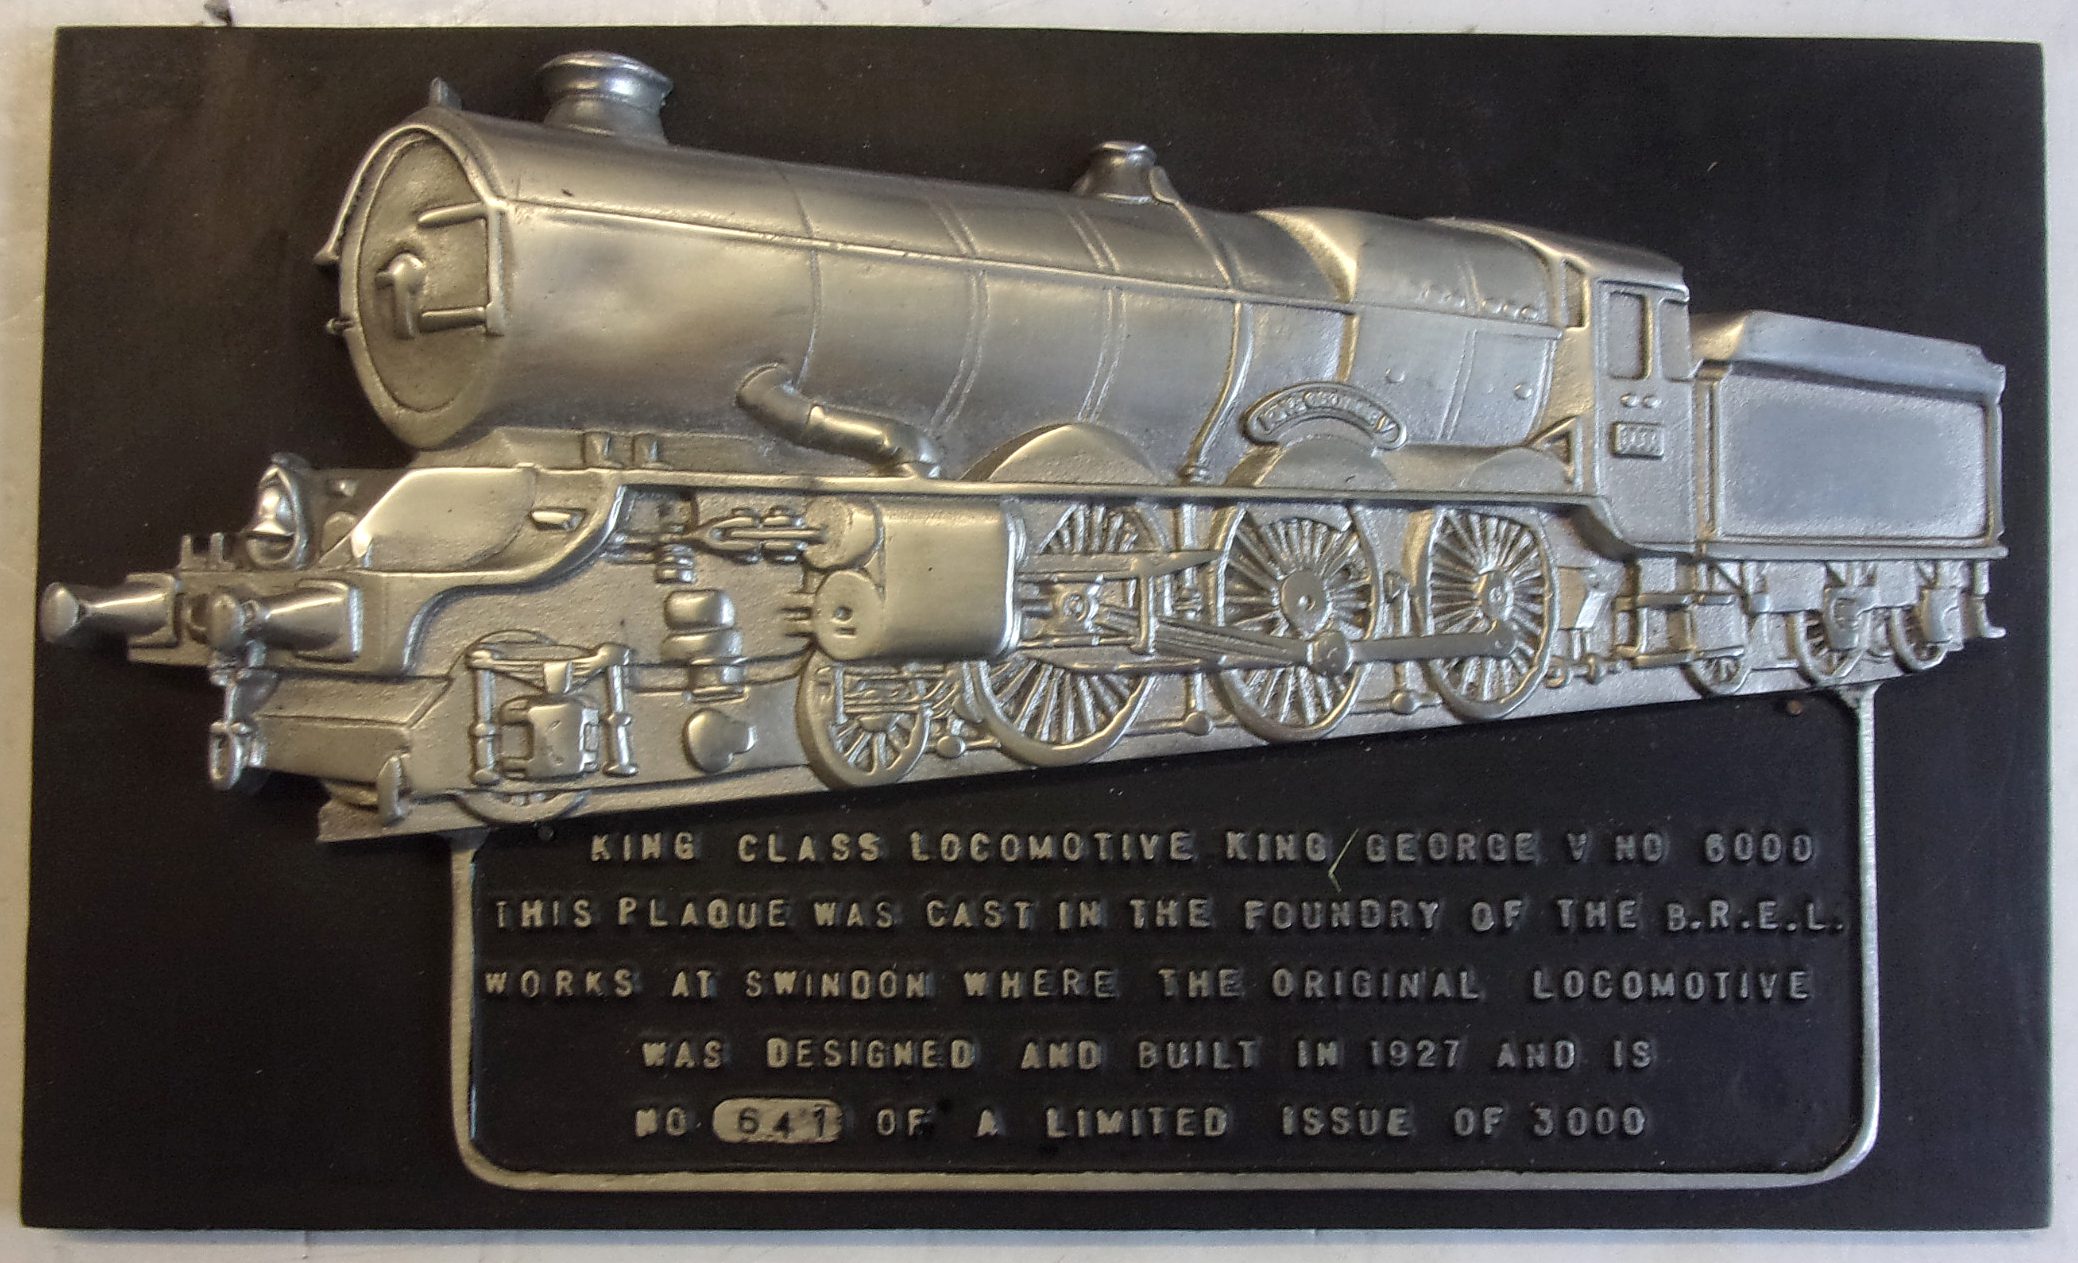 KING GEORGE V
KING CLASS LOCOMOTIVE KING GEORGE V NO 6000
THIS PLAQUE WAS CAST IN THE FOUNDRY OF THE B.R.E.L.
WORKS AT SWINDON WHERE THE ORIGINAL LOCOMOTIVE
WAS DESIGNED AND BUILT IN 1927 AND IS
NO. 641 OF A LIMITED ISSUE OF 3000